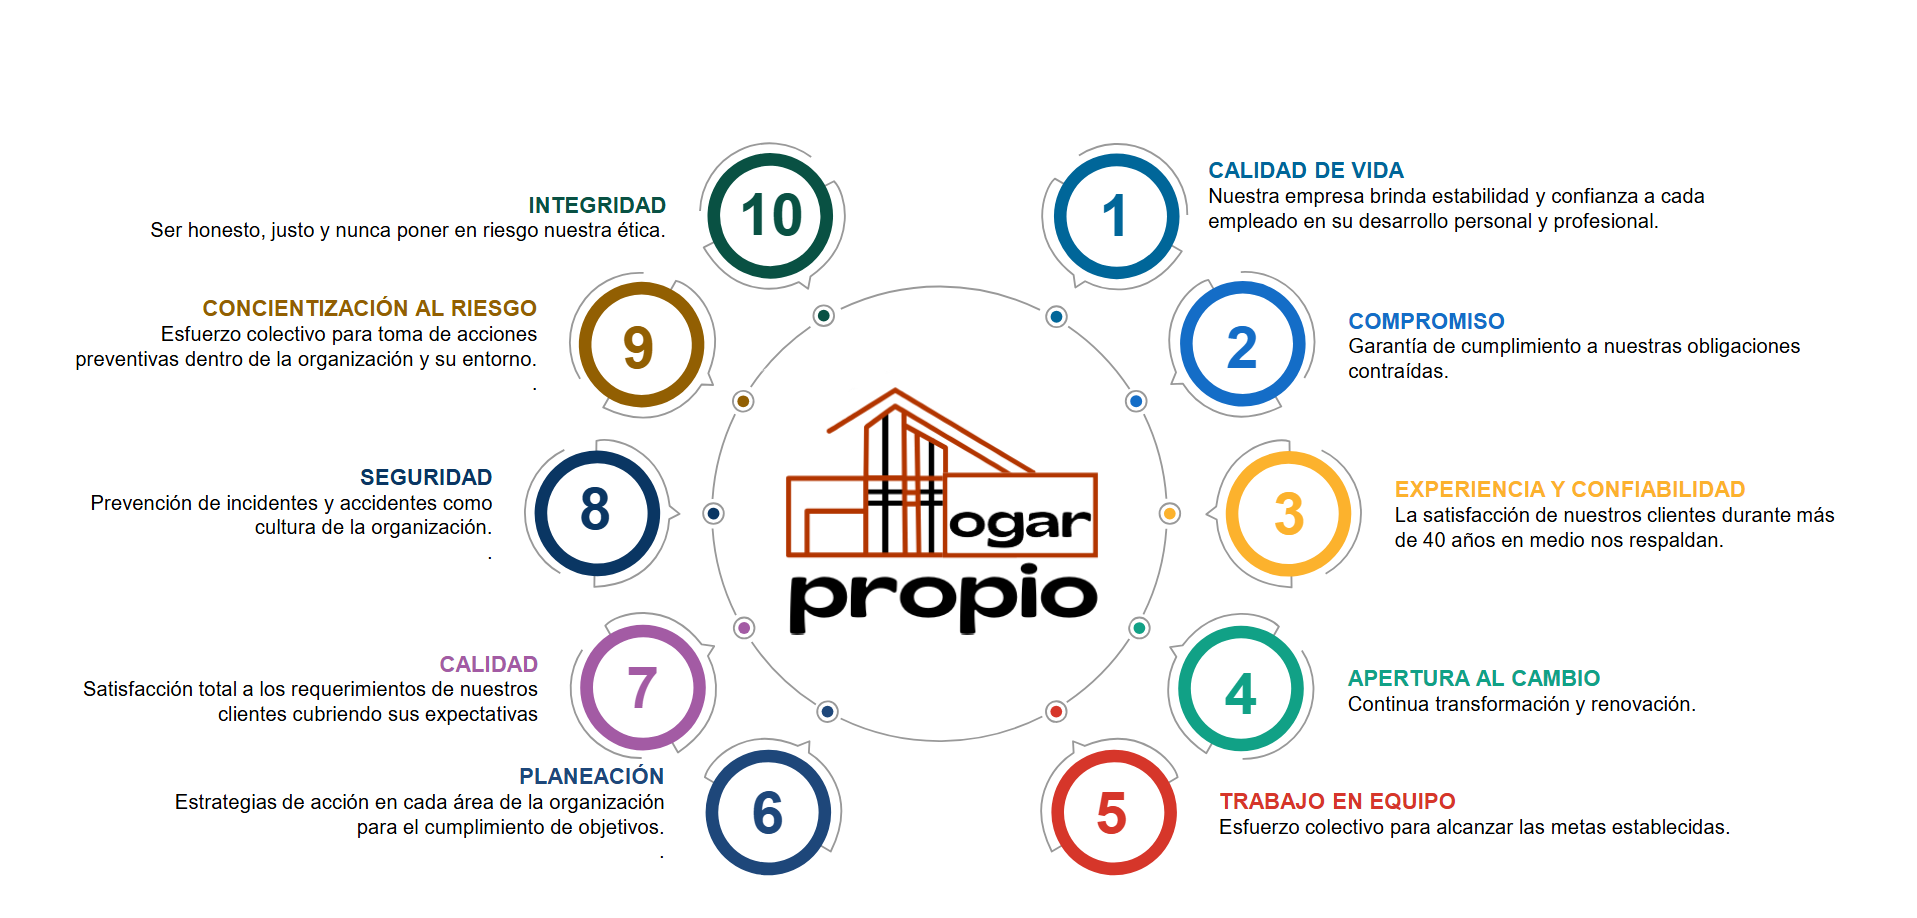 1
CALIDAD DE VIDA
Nuestra empresa brinda estabilidad y confianza a cada
empleado en su desarrollo personal y profesional.
2
COMPROMISO
Garantía de cumplimiento a nuestras obligaciones
contraídas.
3
EXPERIENCIA Y CONFIABILIDAD
La satisfacción de nuestros clientes durante más
de 40 años en medio nos respaldan.
4
APERTURA AL CAMBIO
Continua transformación y renovación.
5
TRABAJO EN EQUIPO
Esfuerzo colectivo para alcanzar las metas establecidas.
6
PLANEACIÓN
Estrategias de acción en cada área de la organización
para el cumplimiento de objetivos.
.
7
CALIDAD
Satisfacción total a los requerimientos de nuestros
clientes cubriendo sus expectativas
8
SEGURIDAD
Prevención de incidentes y accidentes como
cultura de la organización.
.
9
CONCIENTIZACIÓN AL RIESGO
Esfuerzo colectivo para toma de acciones
preventivas dentro de la organización y su entorno.
.
10
INTEGRIDAD
Ser honesto, justo y nunca poner en riesgo nuestra ética.
Hogar
propio